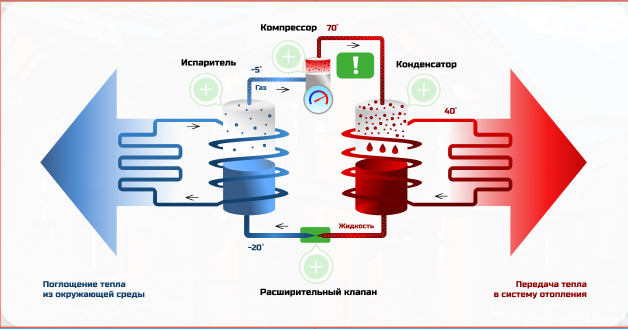 Компрессор 70°
Испаритель
-5°
Газ
!
Конденсатор
40°
Жидкость
-20°
Расширительный клапан
Поглощение тепла
из окружающей среды
Передача тепла
в систему отопления